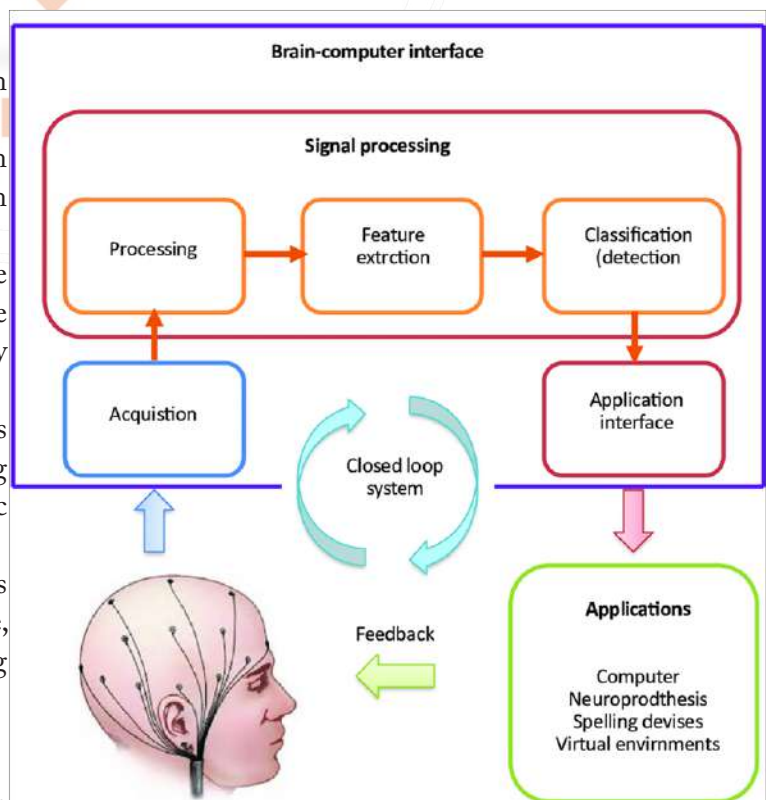 Brain-computer interface
Signal processing
Processing
Feature
extrction
Classification
(detection
Acquistion
Application
interface
Closed loop
system
Feedback
Applications
Computer
Neuroprodthesis
Spelling devises
Virtual envirnments